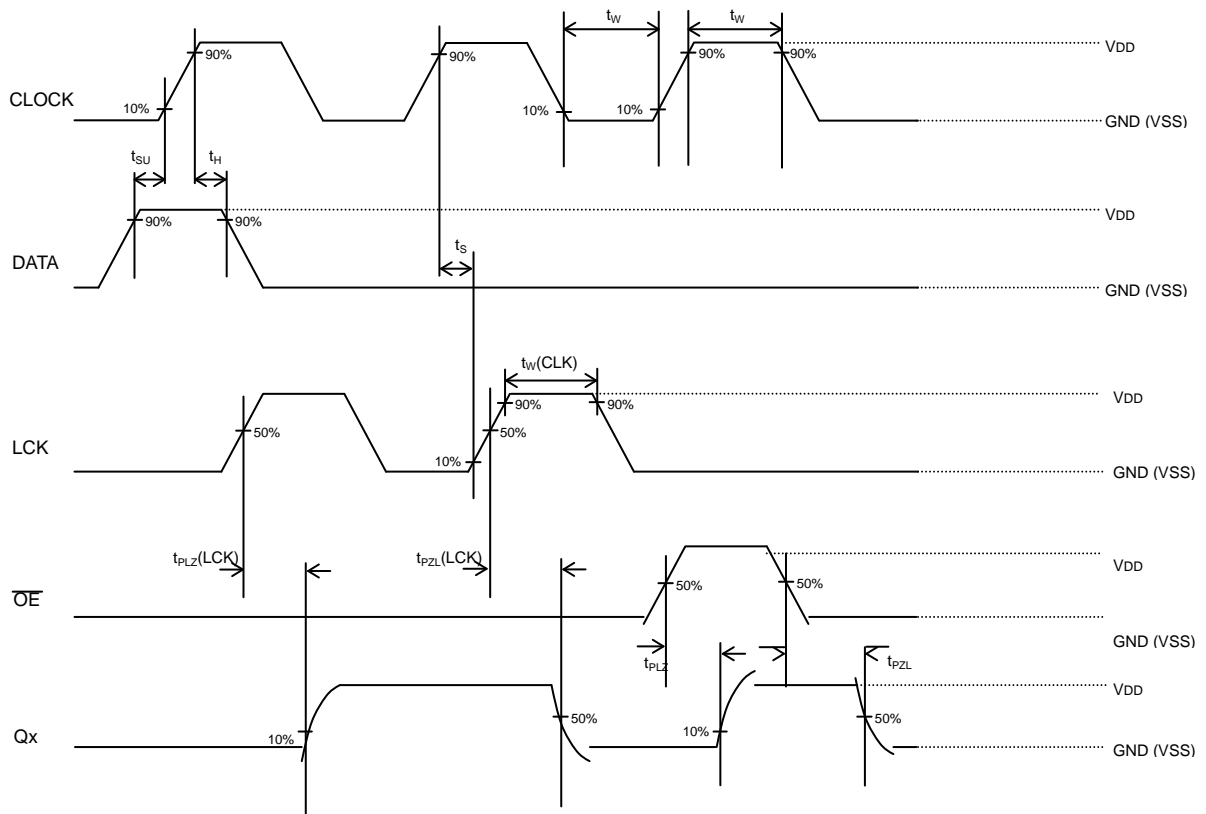 tW tW
VDD
90% 90% 90% 90%
CLOCK
10% 10% 10%
GND (VSS)
tSU tH
VDD
90% 90%
tS
DATA
GND (VSS)
tW(CLK)
VDD
90% 90%
50% 50%
LCK
10%
GND (VSS)
tPLZ(LCK) tPZL(LCK)
VDD
50% 50%
OE
GND (VSS)
tPLZ tPZL
VDD
50% 50%
Qx
10% 10%
GND (VSS)